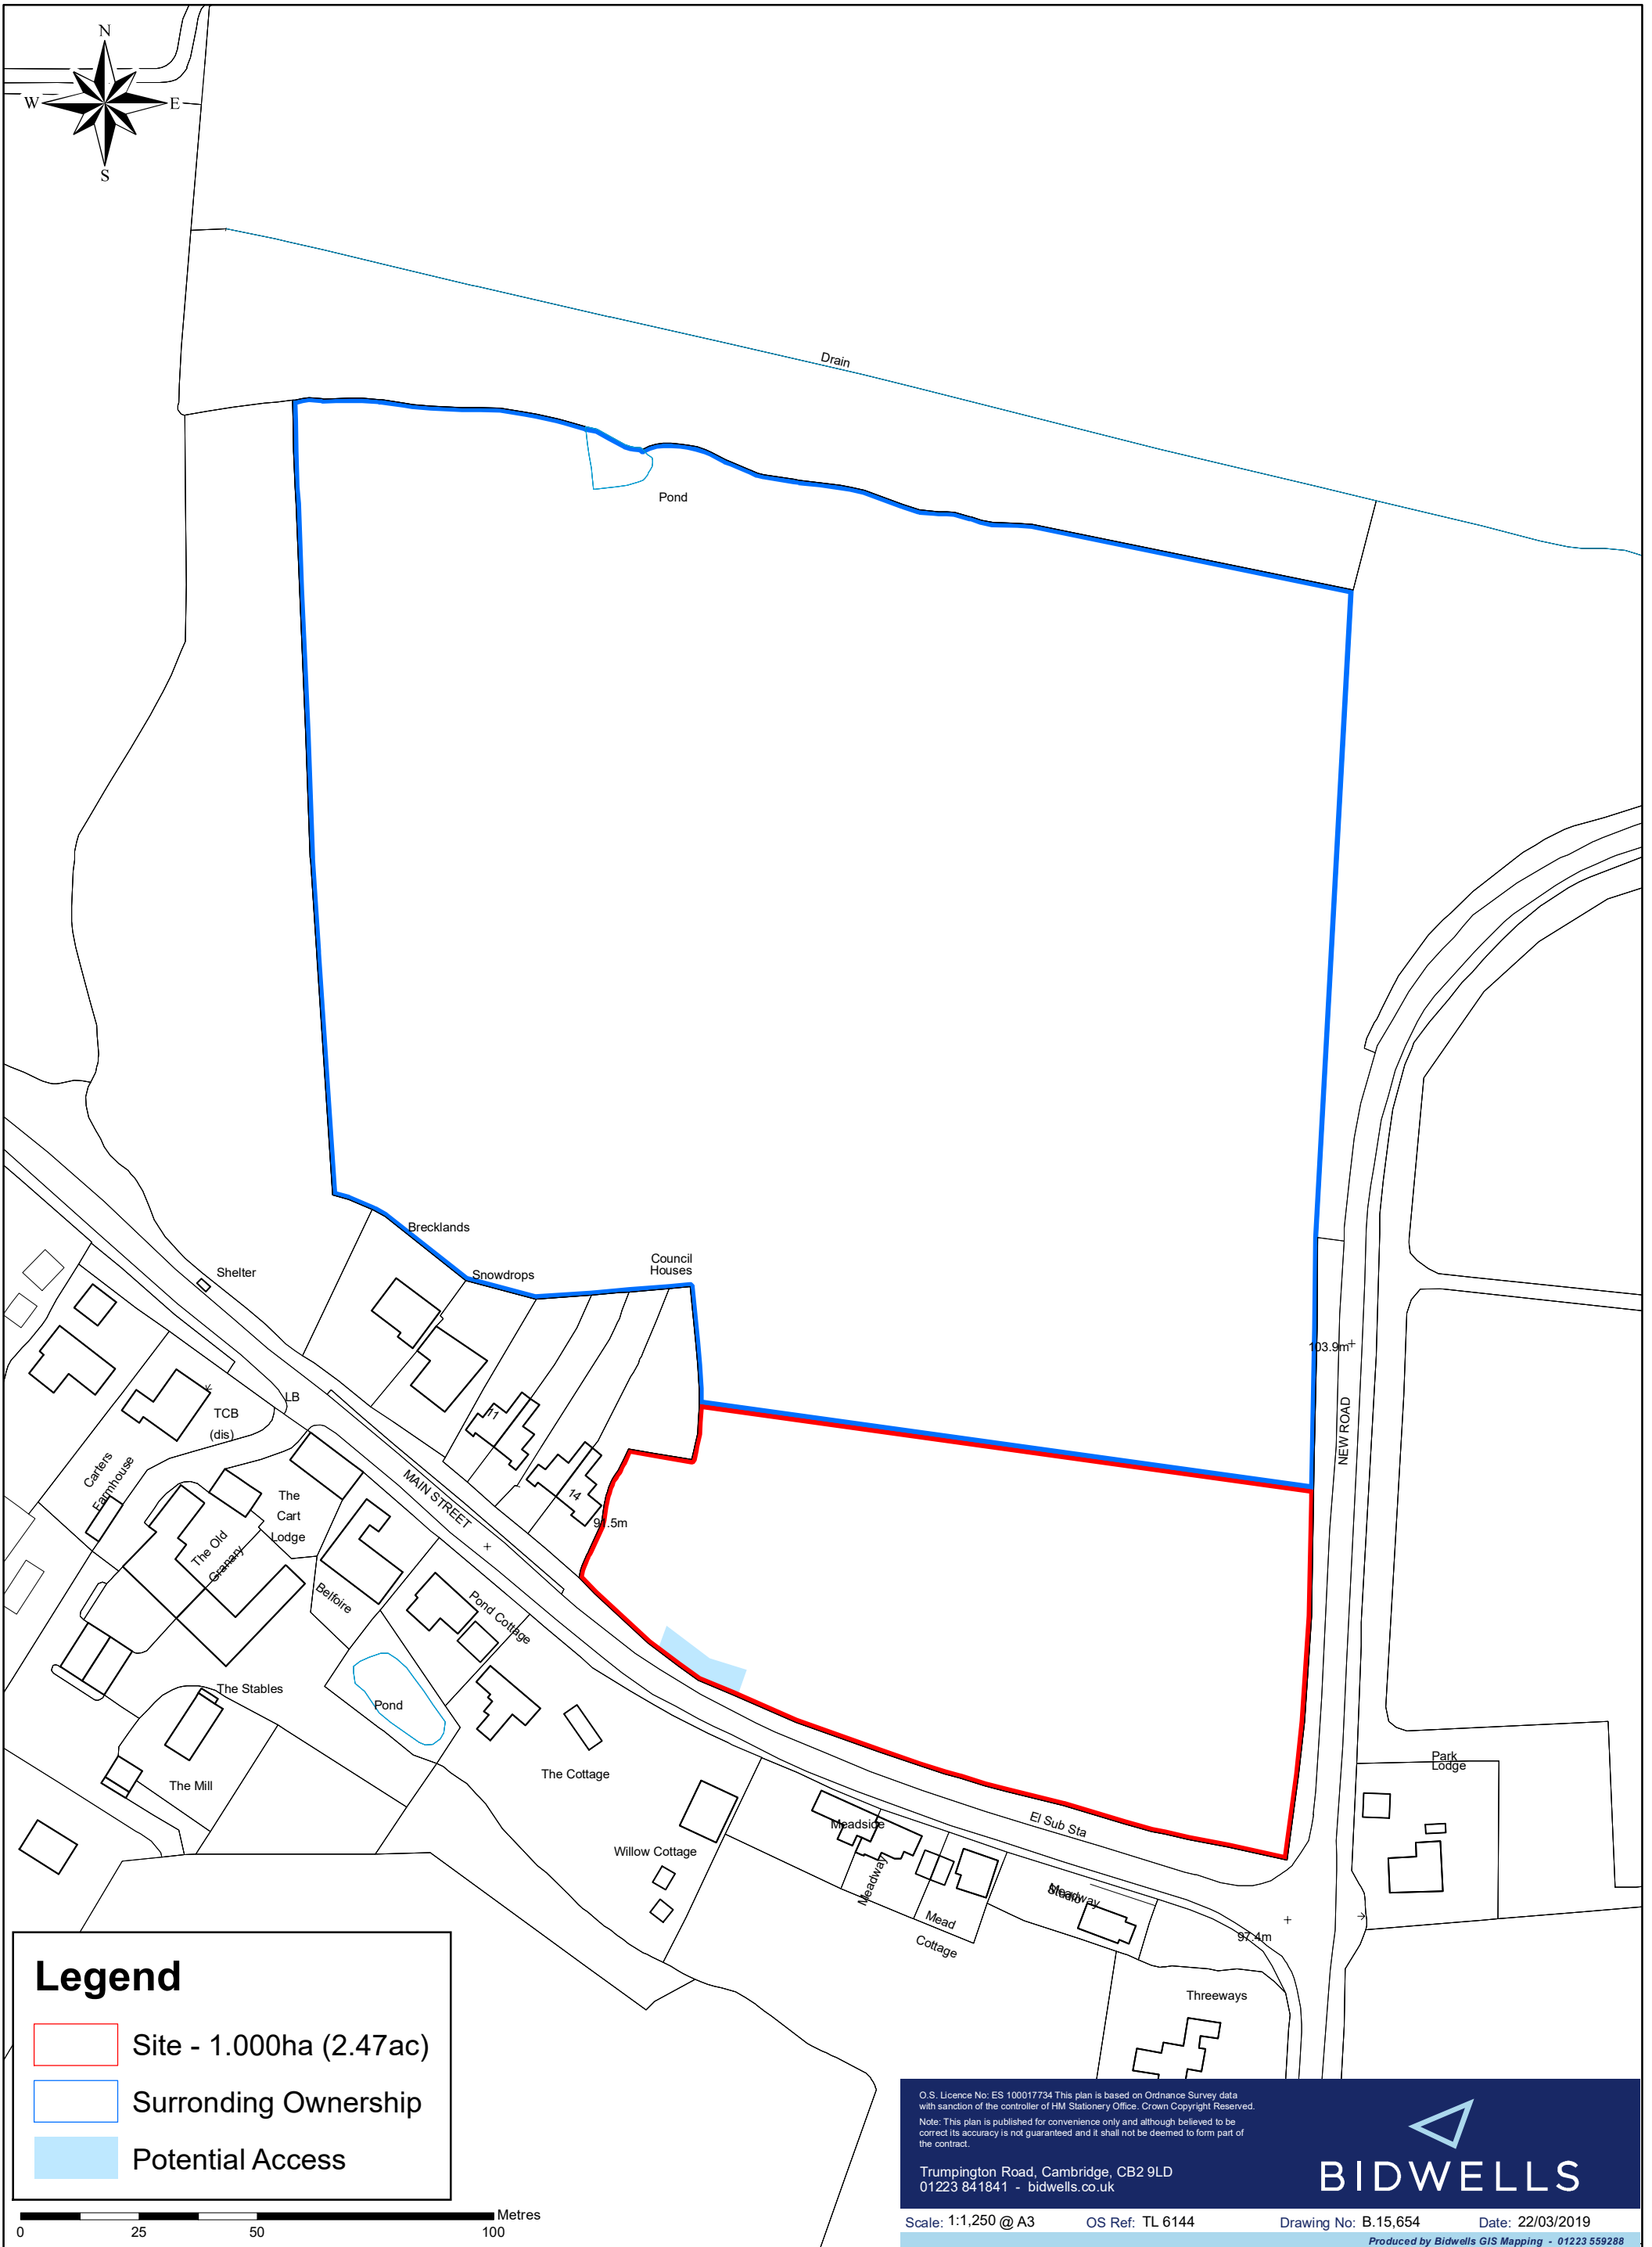 N
W
E
S
Drain
Pond
Brecklands
Snowdrops
Council
Houses
Shelter
103.9m
NEW ROAD
LB
TCB
(dis)
11
14
91.5m
MAIN STREET
Carters
Farmhouse
The
Cart
Lodge
The Old
Granary
Belfoire
Pond Cottage
Pond
The Stables
The Mill
The Cottage
Willow Cottage
Meadside
Meadway
Mead
Cottage
El Sub Sta
Meadway
Studio
97.4m
Park
Lodge
Threeways
Legend
Site - 1.000ha (2.47ac)
Surronding Ownership
Potential Access
Metres
0 25 50 100
O.S. Licence No: ES 100017734 This plan is based on Ordnance Survey data
with sanction of the controller of HM Stationery Office. Crown Copyright Reserved.
Note: This plan is published for convenience only and although believed to be
correct its accuracy is not guaranteed and it shall not be deemed to form part of
the contract.
Trumpington Road, Cambridge, CB2 9LD
01223 841841 - bidwells.co.uk
BIDWELLS
Scale: 1:1,250 @ A3 OS Ref: TL 6144 Drawing No: B.15,654 Date: 22/03/2019
Produced by Bidwells GIS Mapping - 01223 559288